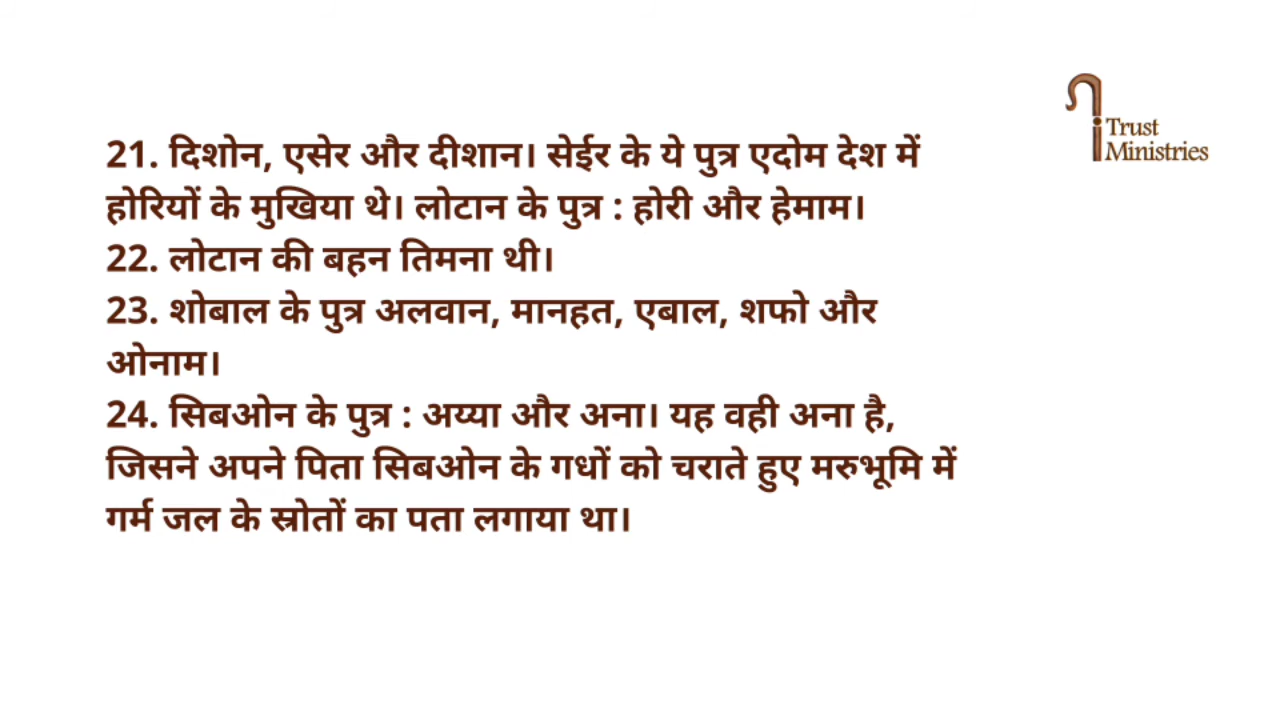 Trust
Ministries
21. दिशोन, एसेर और दीशान। सेईर के ये पुत्र एदोम देश में
होरियों के मुखिया थे। लोटान के पुत्र : होरी और हेमाम।
22. लोटान की बहन तिमना थी।
23. शोबाल के पुत्र अलवान, मानहत, एबाल, शफो और
ओनाम।
24. सिबओन के पुत्र : अय्या और अना। यह वही अना है,
जिसने अपने पिता सिबओन के गधों को चराते हुए मरुभूमि में
गर्म जल के स्रोतों का पता लगाया था।